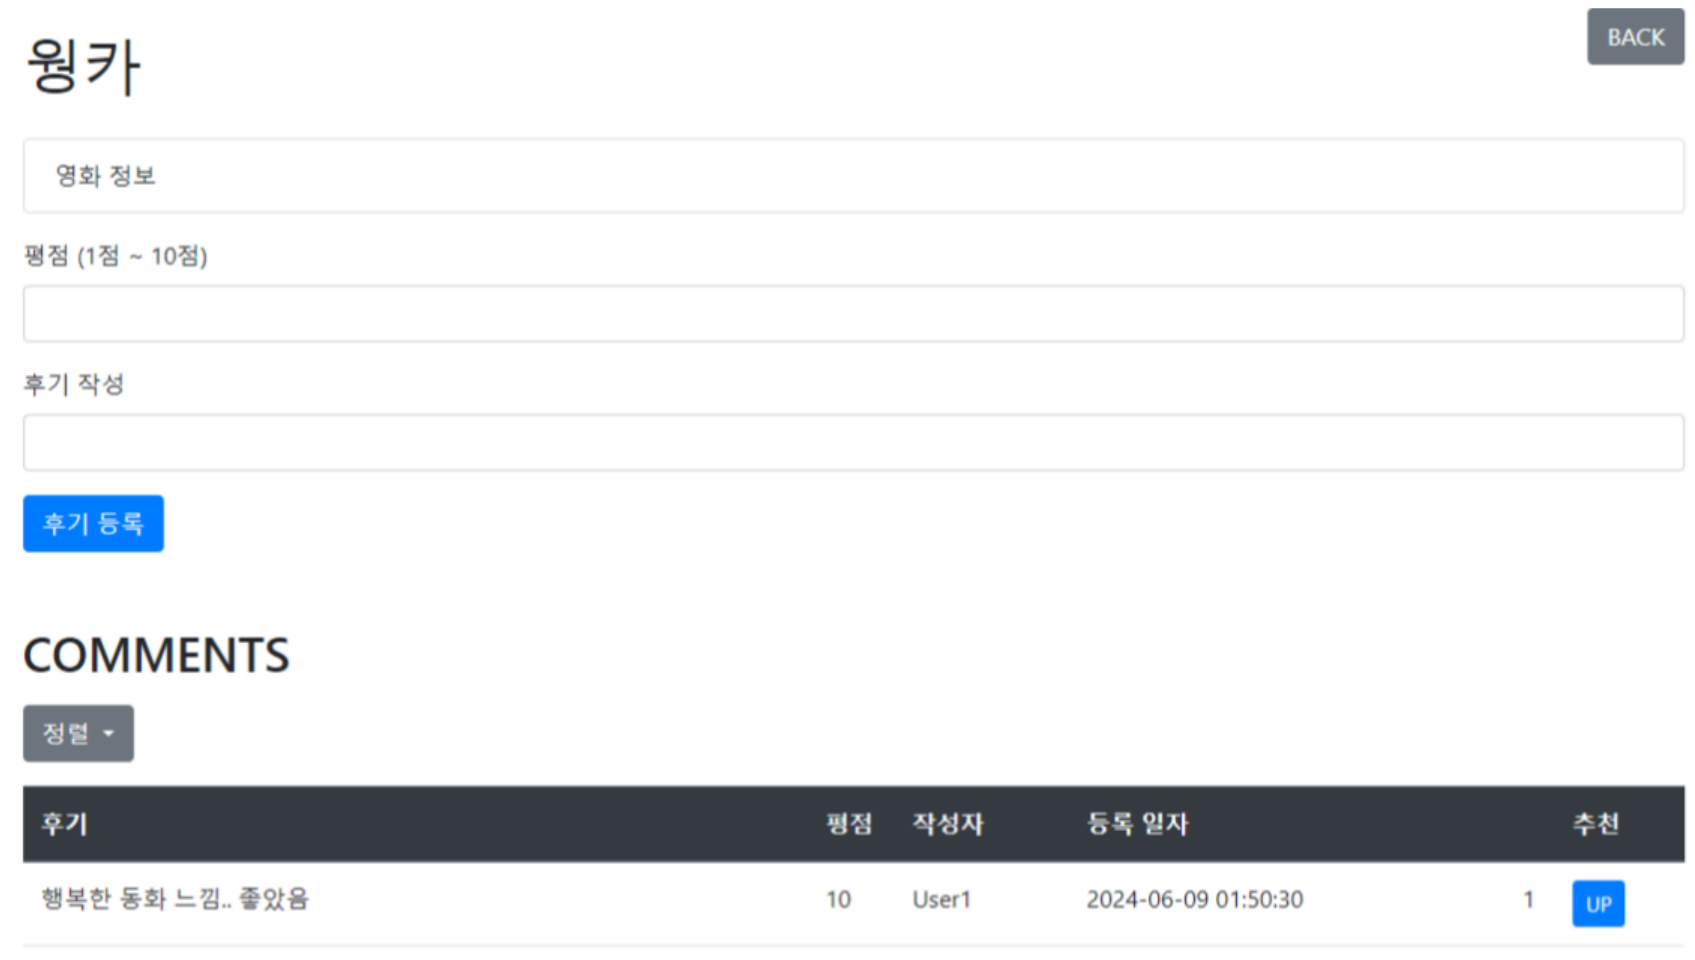 웡카
BACK
영화 정보
평점 (1점 ~ 10점)
후기 작성
후기 등록
COMMENTS
정렬
후기 평점 작성자 등록 일자 추천
행복한 동화 느낌.. 좋았음 10 User1 2024-06-09 01:50:30 1 UP